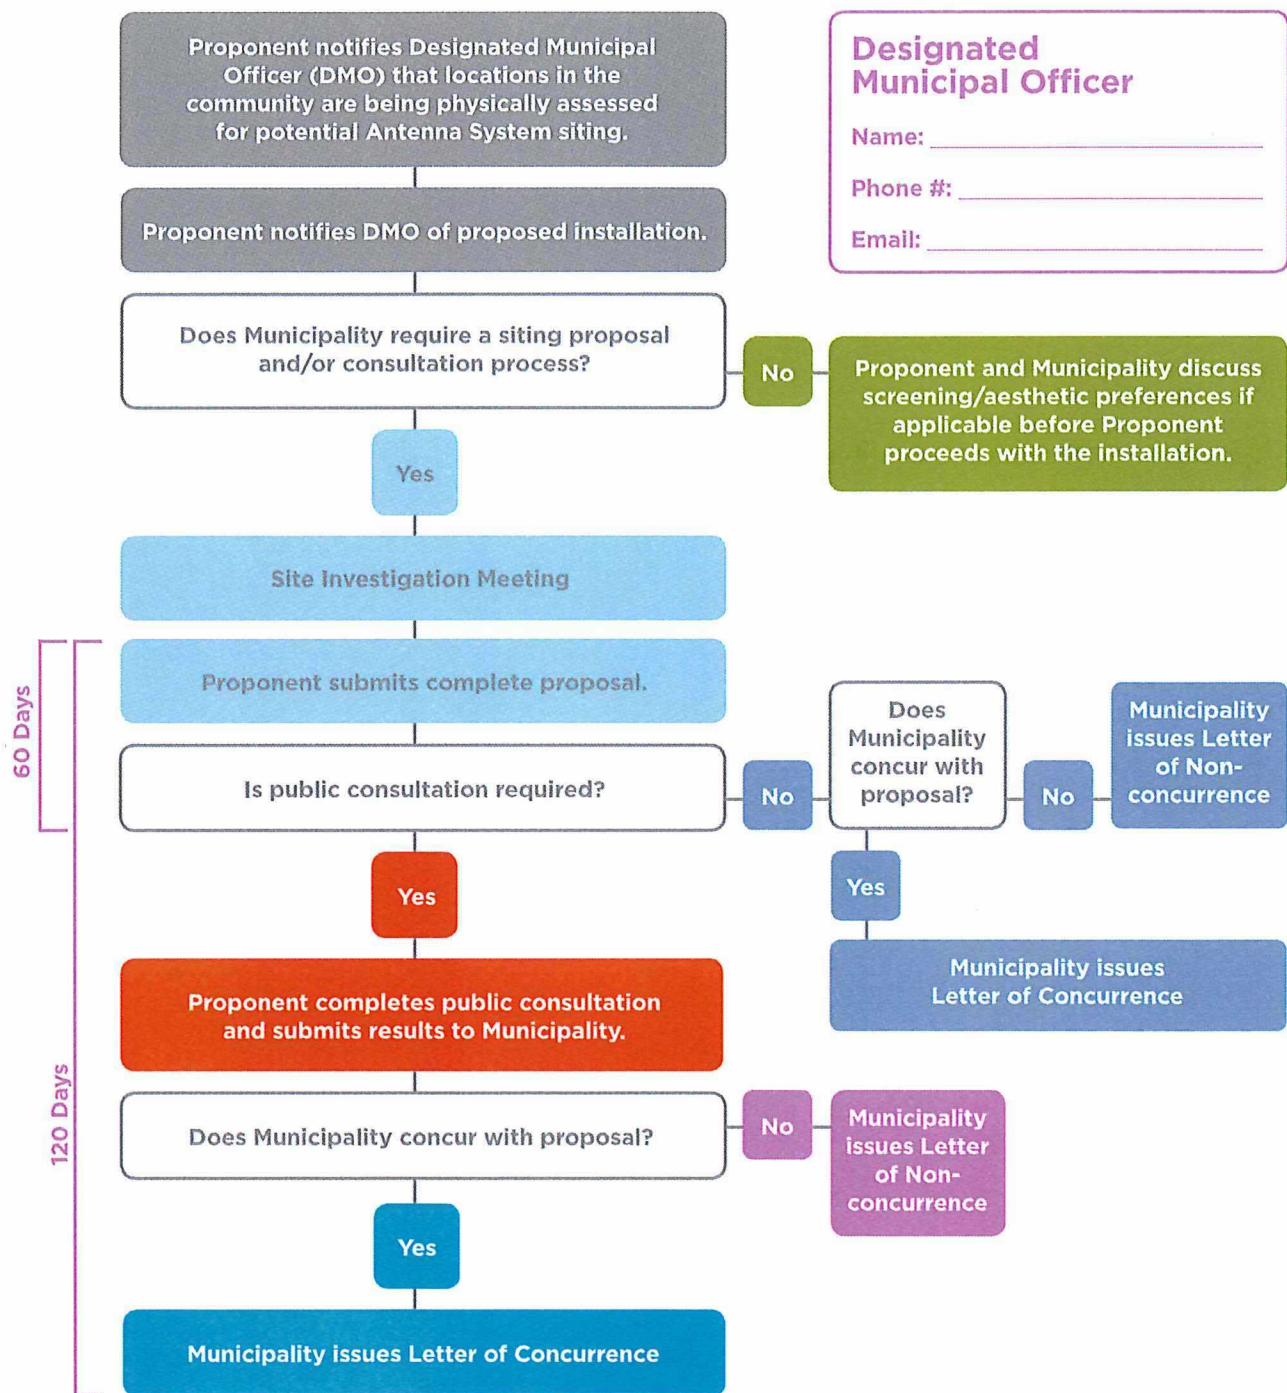 Proponent notifies Designated Municipal
Officer (DMO) that locations in the
community are being physically assessed
for potential Antenna System siting.
Designated
Municipal Officer
Name:
Phone #:
Email:
Proponent notifies DMO of proposed installation.
Does Municipality require a siting proposal
and/or consultation process?
No
Proponent and Municipality discuss
screening/aesthetic preferences if
applicable before Proponent
proceeds with the installation.
Yes
Site Investigation Meeting
60 Days
120 Days
Proponent submits complete proposal.
Is public consultation required?
No
Does
Municipality
concur with
proposal?
No
Municipality
issues Letter
of Non-
concurrence
Yes
Municipality issues
Letter of Concurrence
Yes
Proponent completes public consultation
and submits results to Municipality.
Does Municipality concur with proposal?
No
Municipality
issues Letter
of Non-
concurrence
Yes
Municipality issues Letter of Concurrence